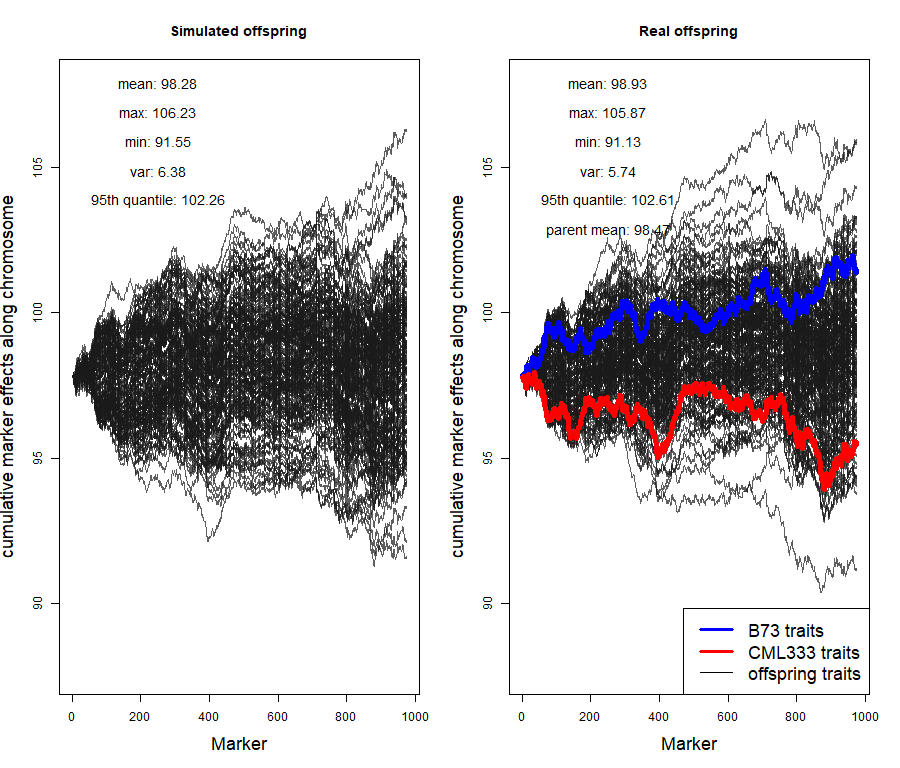 Simulated offspring
mean: 98.28
max: 106.23
min: 91.55
var: 6.38
95th quantile: 102.26
cumulative marker effects along chromosome
105
100
95
90
0 200 400 600 800 1000
Marker
Real offspring
mean: 98.93
max: 105.87
min: 91.13
var: 5.74
95th quantile: 102.61
parent mean: 98.47
cumulative marker effects along chromosome
105
100
95
90
B73 traits
CML333 traits
offspring traits
0 200 400 600 800 1000
Marker